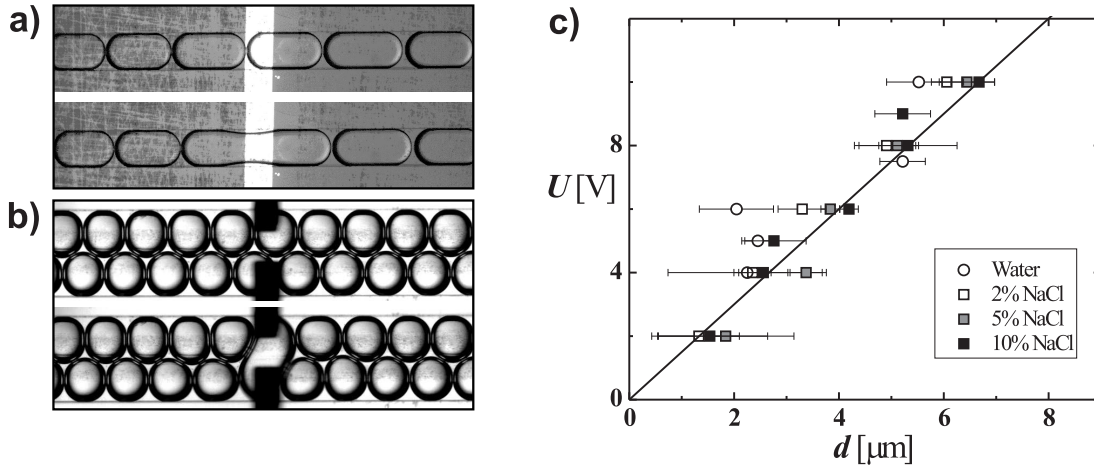 a)
b)
c)
U [V]
8
4
0
0
2
4
6
8
d [μm]
Water
2% NaCl
5% NaCl
10% NaCl